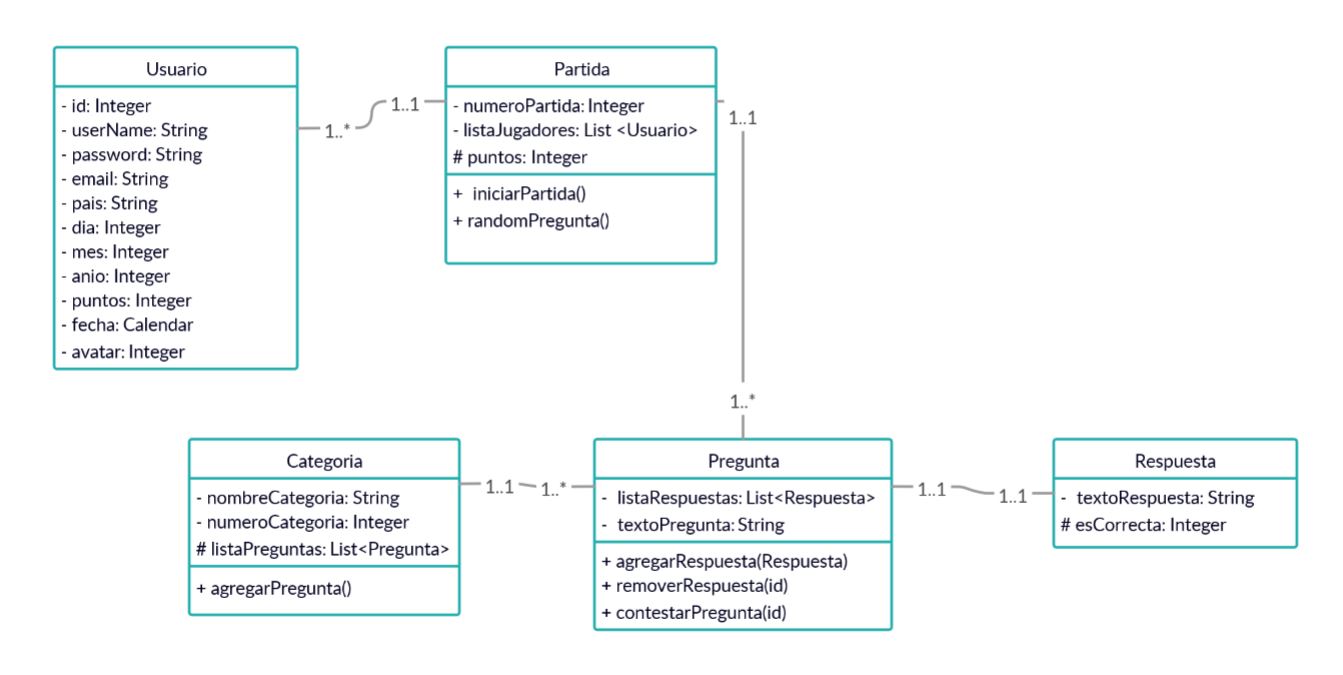 Usuario
- id: Integer
- userName: String
- password: String
- email: String
- pais: String
- dia: Integer
- mes: Integer
- anio: Integer
- puntos: Integer
- fecha: Calendar
- avatar: Integer
1..*
1..1
Partida
- numeroPartida: Integer
- listaJugadores: List <Usuario>
# puntos: Integer
+ iniciarPartida()
+ randomPregunta()
1..1
1..*
Categoria
- nombreCategoria: String
- numeroCategoria: Integer
# listaPreguntas: List<Pregunta>
+ agregarPregunta()
1..1
1..*
Pregunta
- listaRespuestas: List<Respuesta>
- textoPregunta: String
+ agregarRespuesta(Respuesta)
+ removerRespuesta(id)
+ contestarPregunta(id)
1..1
1..1
Respuesta
- textoRespuesta: String
# esCorrecta: Integer